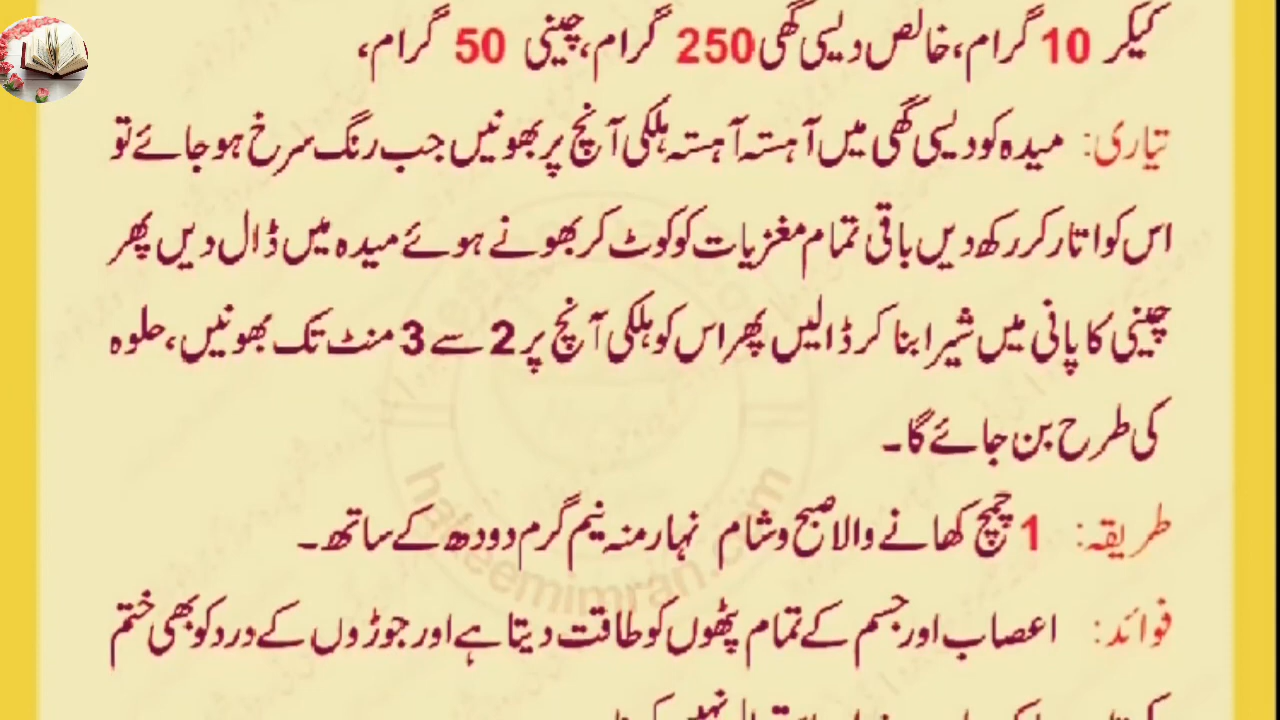 کیکر 10 گرام، خالص دیسی گھی 250 گرام، چینی 50 گرام،
تیاری: میدہ کو دیسی گھی میں آہستہ آہستہ ہلکی آنچ پر بھونیں جب رنگ سرخ ہو جائے تو
اس کو اتار کر رکھ دیں باقی تمام مغزیات کو کوٹ کر بھونے ہوئے میدہ میں ڈال دیں پھر
چینی کا پانی میں شیرا بنا کر ڈالیں پھر اس کو ہلکی آنچ پر 2 سے 3 منٹ تک بھونیں، حلوہ
کی طرح بن جائے گا۔
طریقہ: 1 چمچ کھانے والا صبح و شام نہار منہ نیم گرم دودھ کے ساتھ۔
hakeemimran.com
فوائد: اعصاب اور جسم کے تمام پٹھوں کو طاقت دیتا ہے اور جوڑوں کے درد کو بھی ختم